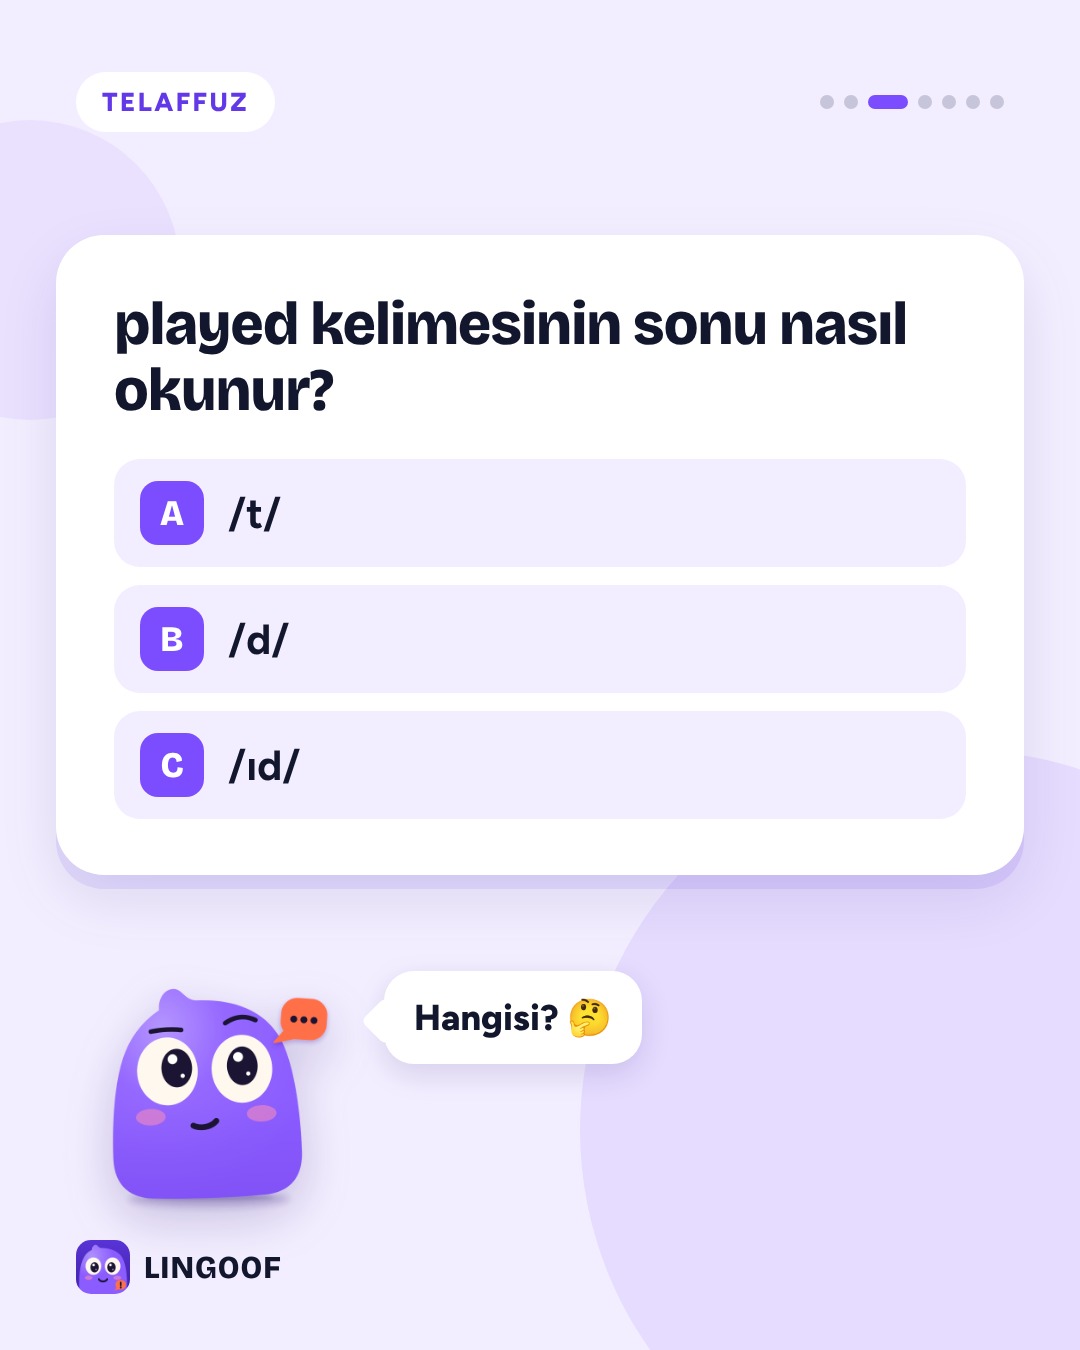 TELAFFUZ
played kelimesinin sonu nasıl
okunur?
A /t/
B /d/
C /ıd/
Hangisi? 🤔
LINGOOF